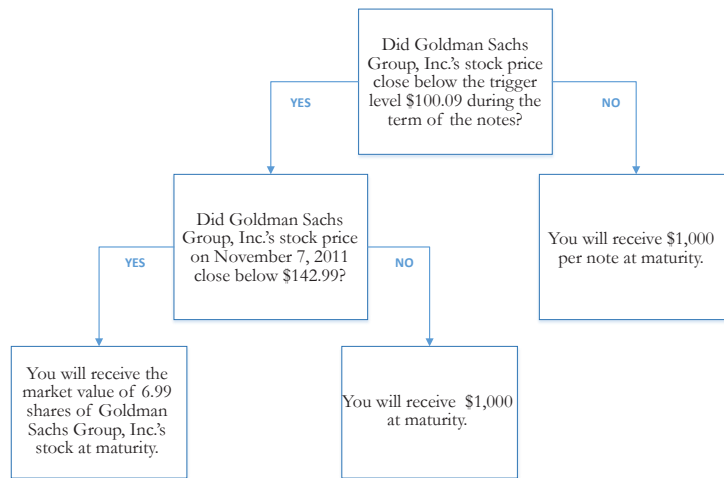 Did Goldman Sachs
Group, Inc.'s stock price
close below the trigger
level $100.09 during the
term of the notes?
YES
NO
Did Goldman Sachs
Group, Inc.'s stock price
on November 7, 2011
close below $142.99?
You will receive $1,000
per note at maturity.
YES
NO
You will receive the
market value of 6.99
shares of Goldman
Sachs Group, Inc.'s
stock at maturity.
You will receive $1,000
at maturity.